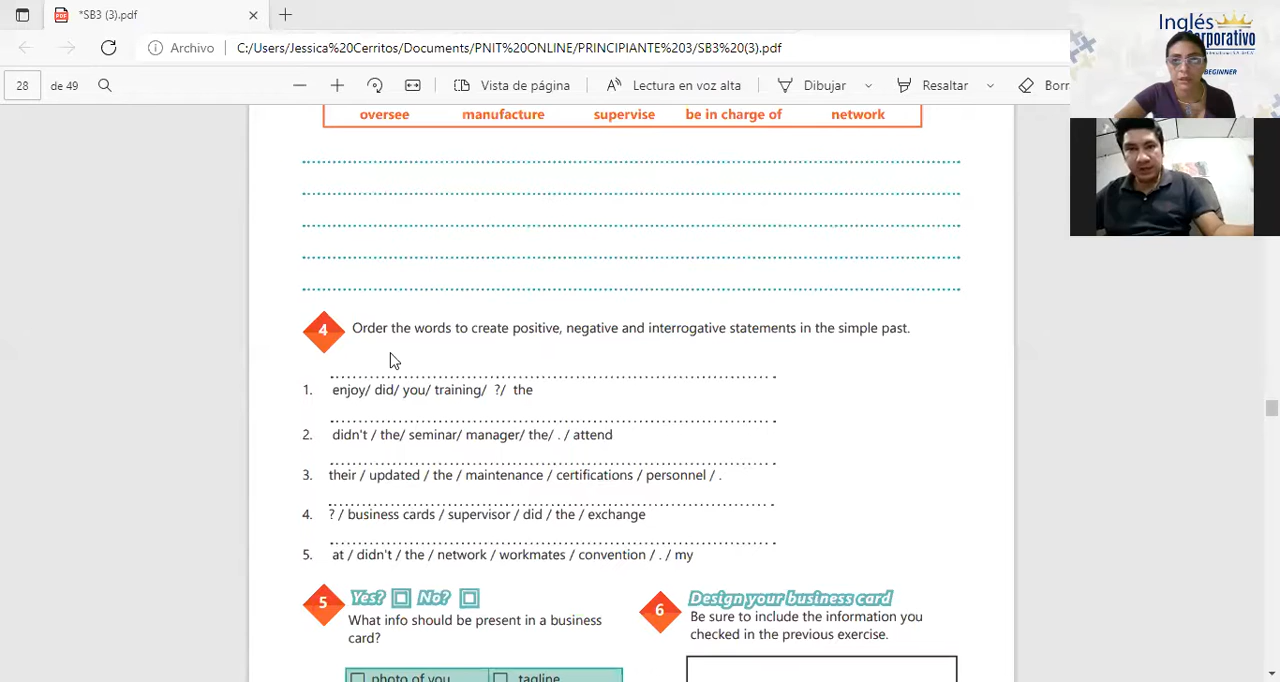 *SB3 (3).pdf
Archivo
C:/Users/Jessica%20Cerritos/Documents/PNIT%20ONLINE/PRINCIPIANTE%203/SB3%20(3).pdf
28 de 49
Vista de página
Lectura en voz alta
Dibujar
Resaltar
Borr
Inglés
Corporativo
BEGINNER
oversee manufacture supervise be in charge of network
4 Order the words to create positive, negative and interrogative statements in the simple past.
1. enjoy/ did/ you/ training/ ?/ the
2. didn't / the/ seminar/ manager/ the/ . / attend
3. their / updated / the / maintenance / certifications / personnel / .
4. ? / business cards / supervisor / did / the / exchange
5. at / didn't / the / network / workmates / convention / . / my
5 Yes? No?
What info should be present in a business
card?
photo of you tagline
6 Design your business card
Be sure to include the information you
checked in the previous exercise.